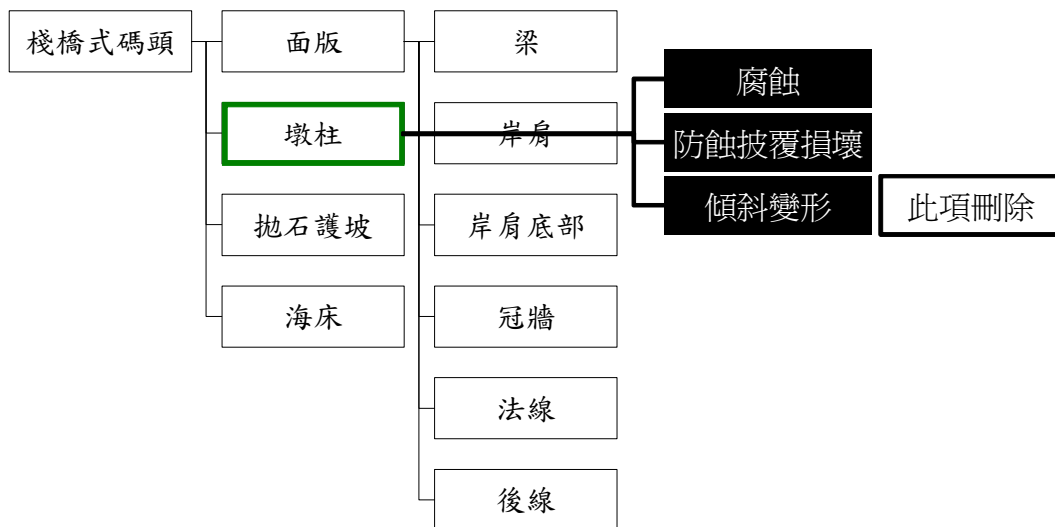 棧橋式碼頭
面版
梁
腐蝕
墩柱
岸肩
防蝕披覆損壞
傾斜變形
此項刪除
拋石護坡
岸肩底部
海床
冠牆
法線
後線